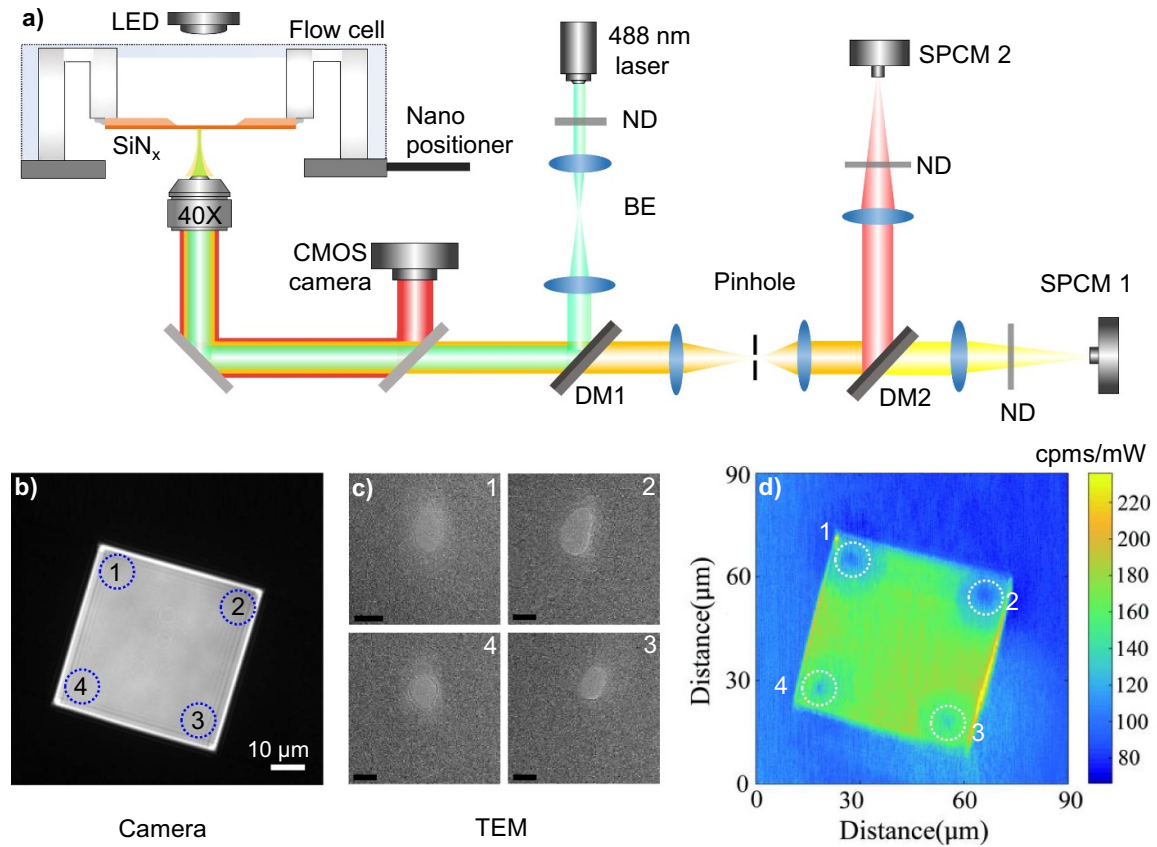 a)
LED
Flow cell
SiNx
Nano
positioner
40X
CMOS
camera
488 nm
laser
ND
BE
DM1
Pinhole
SPCM 2
ND
SPCM 1
DM2
ND
b)
1
2
3
4
10 µm
Camera
c)
1
2
4
3
TEM
d)
cpms/mW
90
60
30
0
Distance(µm)
1
2
3
4
0
30
60
90
Distance(µm)
220
200
180
160
140
120
100
80